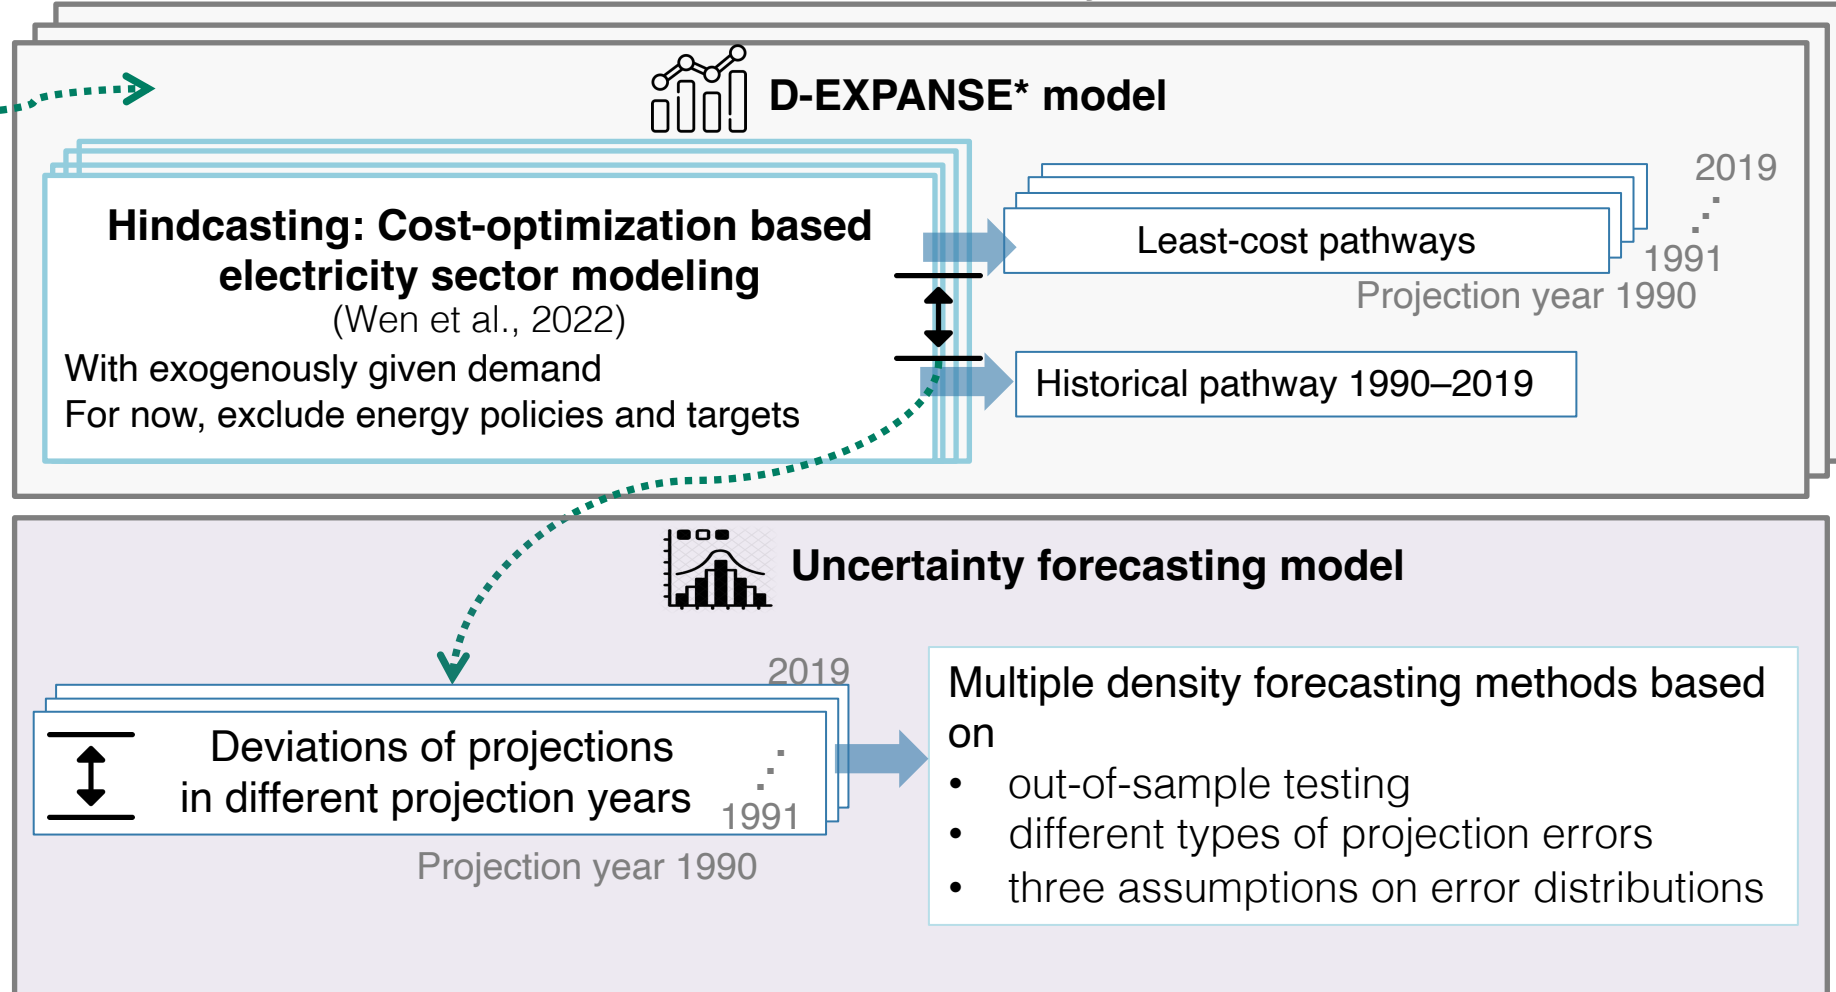 D-EXPANSE* model
Hindcasting: Cost-optimization based
electricity sector modeling
(Wen et al., 2022)
With exogenously given demand
For now, exclude energy policies and targets
Least-cost pathways
2019
1991
Projection year 1990
Historical pathway 1990–2019
Uncertainty forecasting model
Deviations of projections
in different projection years
2019
1991
Projection year 1990
Multiple density forecasting methods based
on
• out-of-sample testing
• different types of projection errors
• three assumptions on error distributions